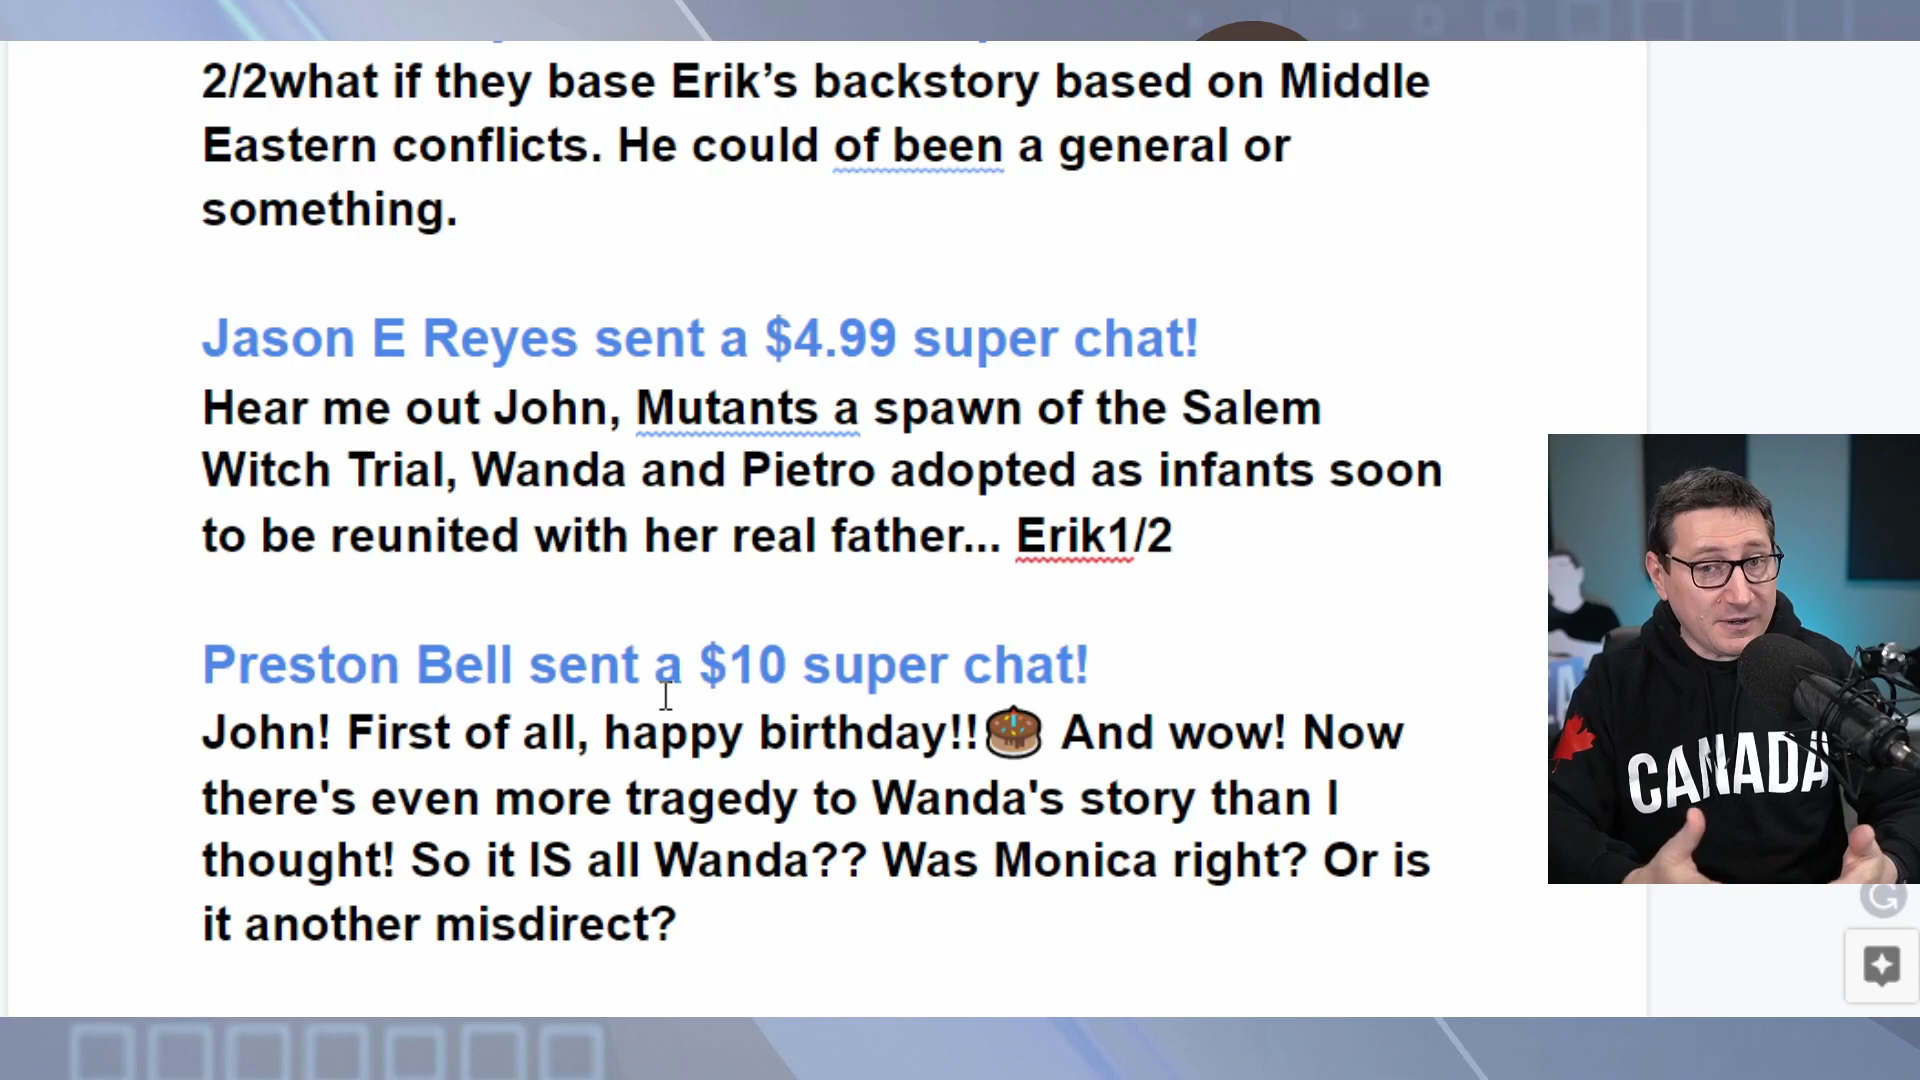 2/2what if they base Erik’s backstory based on Middle
Eastern conflicts. He could of been a general or
something.
Jason E Reyes sent a $4.99 super chat!
Hear me out John, Mutants a spawn of the Salem
Witch Trial, Wanda and Pietro adopted as infants soon
to be reunited with her real father... Erik1/2
Preston Bell sent a $10 super chat!
John! First of all, happy birthday!!🎂 And wow! Now
there's even more tragedy to Wanda's story than I
thought! So it IS all Wanda?? Was Monica right? Or is
it another misdirect?
CANADA